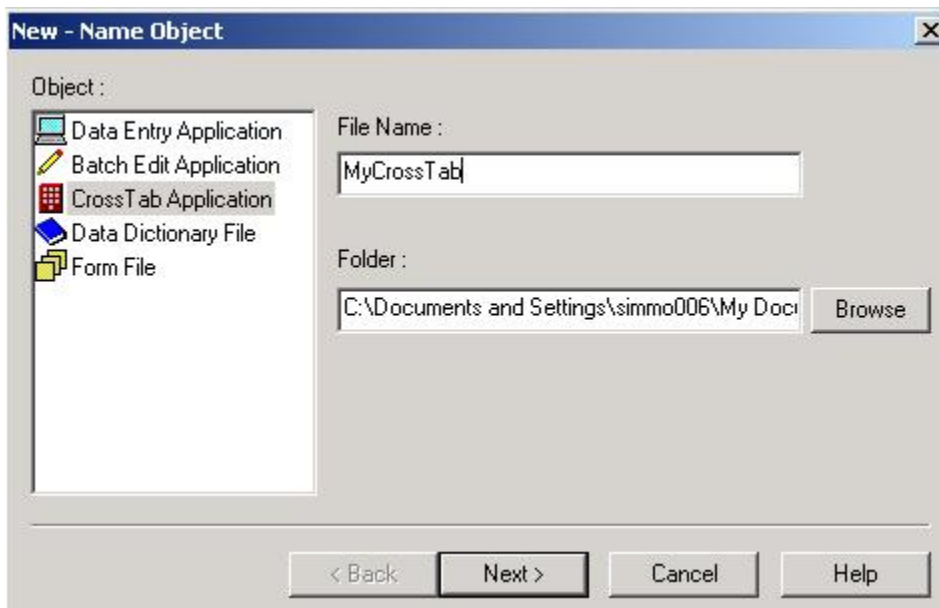 New - Name Object
Object :
Data Entry Application
Batch Edit Application
CrossTab Application
Data Dictionary File
Form File
File Name :
MyCrossTab
Folder :
C:\Documents and Settings\simmo006\My Docu
Browse
< Back
Next >
Cancel
Help